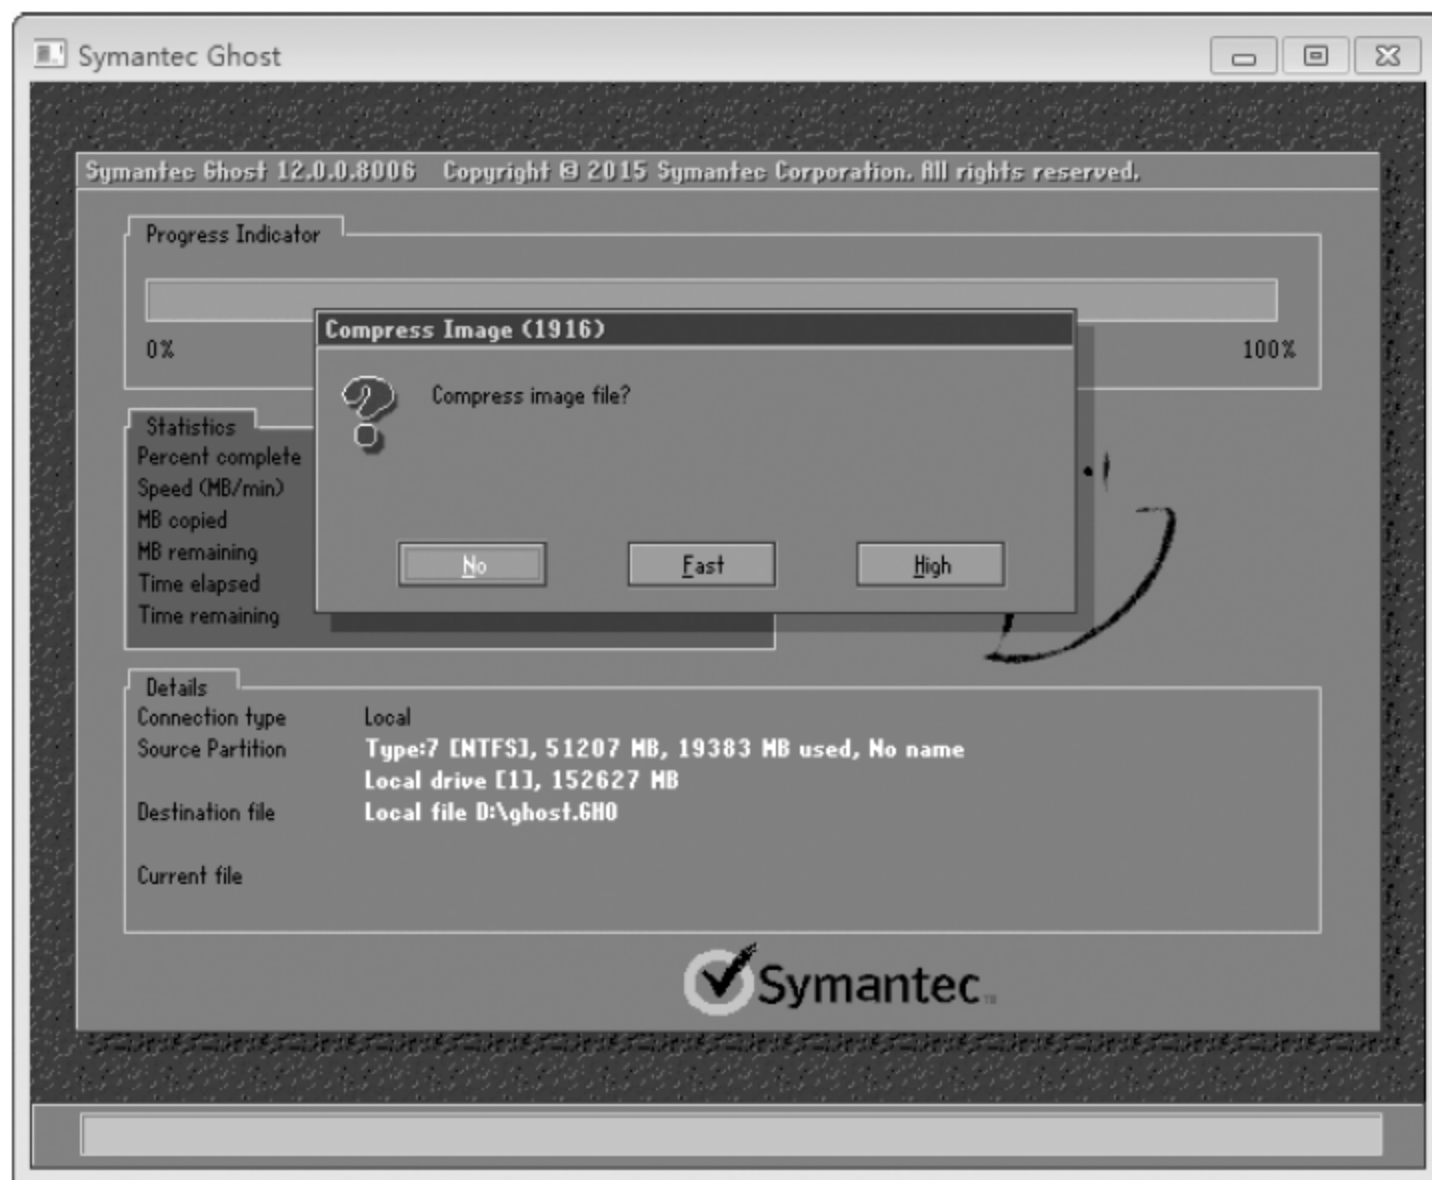 Symantec Ghost
Symantec Ghost 12.0.0.8006 Copyright © 2015 Symantec Corporation. All rights reserved.
Progress Indicator
0%
100%
Compress Image (1916)
Compress image file?
No
Fast
High
Statistics
Percent complete
Speed (MB/min)
MB copied
MB remaining
Time elapsed
Time remaining
Details
Connection type Local
Source Partition Type:7 [NTFS], 51207 MB, 19383 MB used, No name
Local drive [1], 152627 MB
Destination file Local file D:\ghost.GHO
Current file
Symantec™